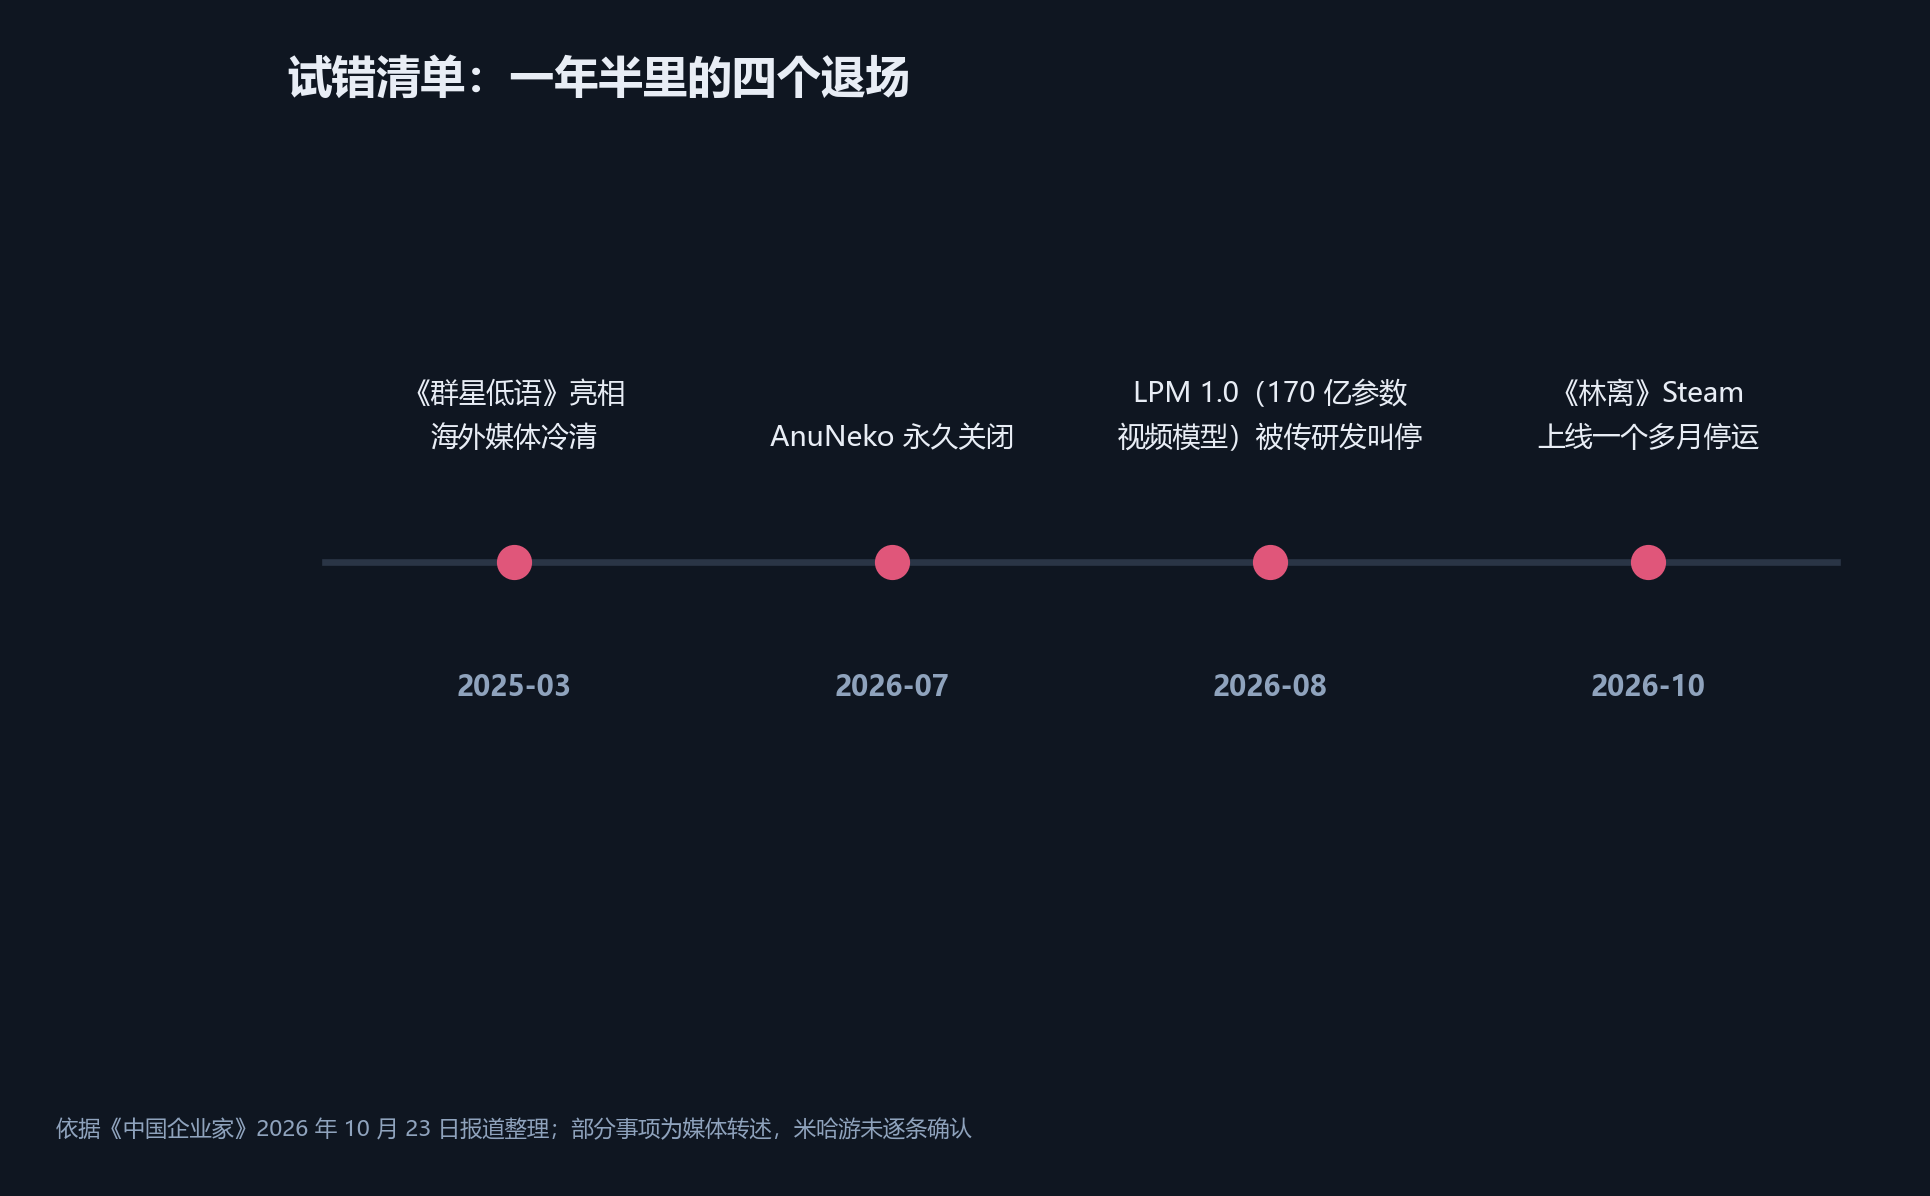 试错清单：一年半里的四个退场
《群星低语》亮相
海外媒体冷清
AnuNeko 永久关闭
LPM 1.0（170 亿参数
视频模型）被传研发叫停
《林离》Steam
上线一个多月停运
2025-03
2026-07
2026-08
2026-10
依据《中国企业家》2026 年 10 月 23 日报道整理；部分事项为媒体转述，米哈游未逐条确认